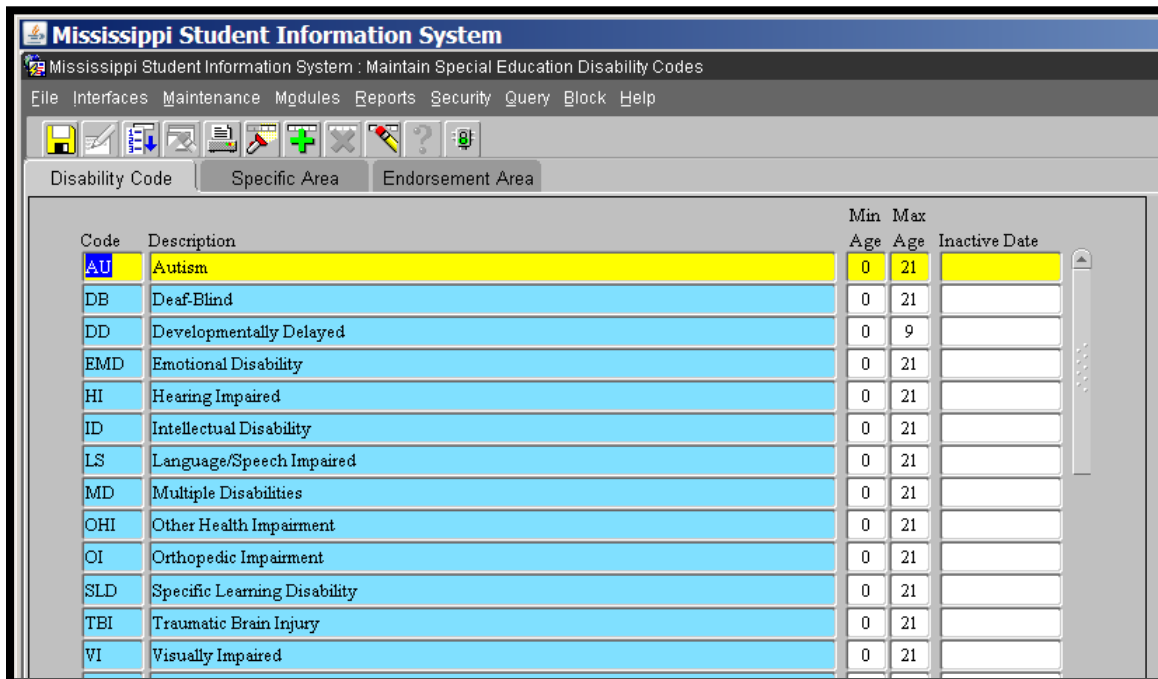 Mississippi Student Information System
Mississippi Student Information System : Maintain Special Education Disability Codes
File Interfaces Maintenance Modules Reports Security Query Block Help
Disability Code Specific Area Endorsement Area
Min Max
Code Description Age Age Inactive Date
AU Autism 0 21
DB Deaf-Blind 0 21
DD Developmentally Delayed 0 9
EMD Emotional Disability 0 21
HI Hearing Impaired 0 21
ID Intellectual Disability 0 21
LS Language/Speech Impaired 0 21
MD Multiple Disabilities 0 21
OHI Other Health Impairment 0 21
OI Orthopedic Impairment 0 21
SLD Specific Learning Disability 0 21
TBI Traumatic Brain Injury 0 21
VI Visually Impaired 0 21